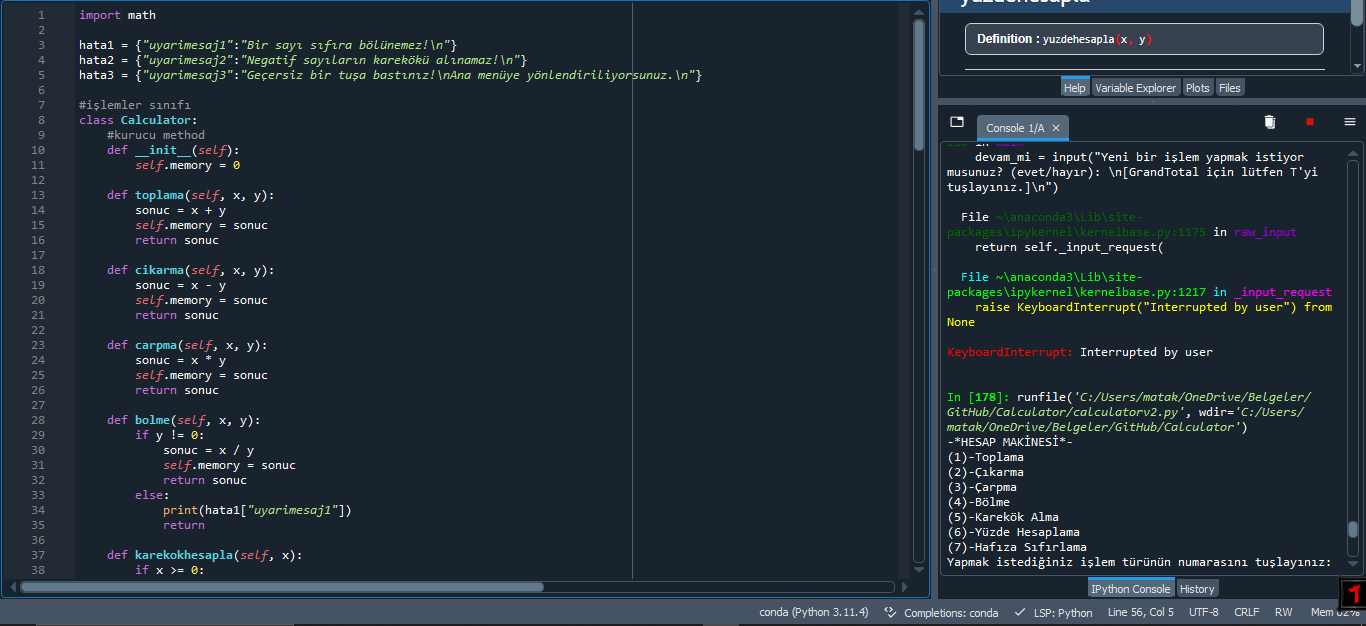 1 import math
2
3 hata1 = {"uyarimesaj1":"Bir sayı sıfıra bölünemez!\n"}
4 hata2 = {"uyarimesaj2":"Negatif sayıların karekökü alınamaz!\n"}
5 hata3 = {"uyarimesaj3":"Geçersiz bir tuşa bastınız!\nAna menüye yönlendiriliyorsunuz.\n"}
6
7 #işlemler sınıfı
8 class Calculator:
9 #kurucu method
10 def __init__(self):
11 self.memory = 0
12
13 def toplama(self, x, y):
14 sonuc = x + y
15 self.memory = sonuc
16 return sonuc
17
18 def cikarma(self, x, y):
19 sonuc = x - y
20 self.memory = sonuc
21 return sonuc
22
23 def carpma(self, x, y):
24 sonuc = x * y
25 self.memory = sonuc
26 return sonuc
27
28 def bolme(self, x, y):
29 if y != 0:
30 sonuc = x / y
31 self.memory = sonuc
32 return sonuc
33 else:
34 print(hata1["uyarimesaj1"])
35 return
36
37 def karekokhesapla(self, x):
38 if x >= 0:
yuzdehesapla
Definition : yuzdehesapla(x, y)
Help Variable Explorer Plots Files
Console 1/A ×
in main
devam_mi = input("Yeni bir işlem yapmak istiyor
musunuz? (evet/hayır): \n[GrandTotal için lütfen T'yi
tuşlayınız.]\n")
File ~\anaconda3\Lib\site-
packages\ipykernel\kernelbase.py:1175 in raw_input
return self._input_request(
File ~\anaconda3\Lib\site-
packages\ipykernel\kernelbase.py:1217 in _input_request
raise KeyboardInterrupt("Interrupted by user") from
None
KeyboardInterrupt: Interrupted by user
In [178]: runfile('C:/Users/matak/OneDrive/Belgeler/
GitHub/Calculator/calculatorv2.py', wdir='C:/Users/
matak/OneDrive/Belgeler/GitHub/Calculator')
-*HESAP MAKİNESİ*-
(1)-Toplama
(2)-Çıkarma
(3)-Çarpma
(4)-Bölme
(5)-Karekök Alma
(6)-Yüzde Hesaplama
(7)-Hafıza Sıfırlama
Yapmak istediğiniz işlem türünün numarasını tuşlayınız:
IPython Console History
conda (Python 3.11.4) Completions: conda LSP: Python Line 56, Col 5 UTF-8 CRLF RW Mem 62%